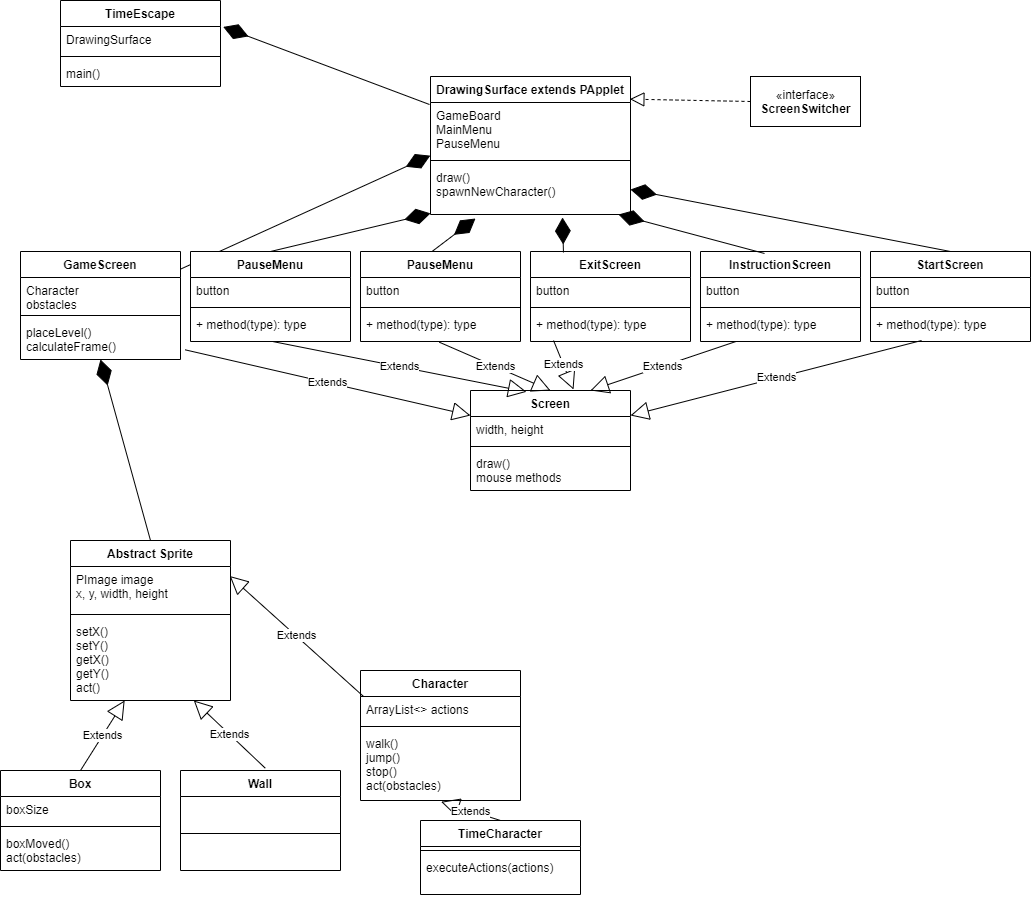 TimeEscape
DrawingSurface
main()
DrawingSurface extends PApplet
GameBoard
MainMenu
PauseMenu
draw()
spawnNewCharacter()
«interface»
ScreenSwitcher
GameScreen
Character
obstacles
placeLevel()
calculateFrame()
PauseMenu
button
+ method(type): type
PauseMenu
button
+ method(type): type
ExitScreen
button
+ method(type): type
InstructionScreen
button
+ method(type): type
StartScreen
button
+ method(type): type
Extends
Extends
Extends
Extends
Extends
Extends
Screen
width, height
draw()
mouse methods
Abstract Sprite
PImage image
x, y, width, height
setX()
setY()
getX()
getY()
act()
Extends
Extends
Extends
Character
ArrayList<> actions
walk()
jump()
stop()
act(obstacles)
Box
boxSize
boxMoved()
act(obstacles)
Wall
Extends
TimeCharacter
executeActions(actions)